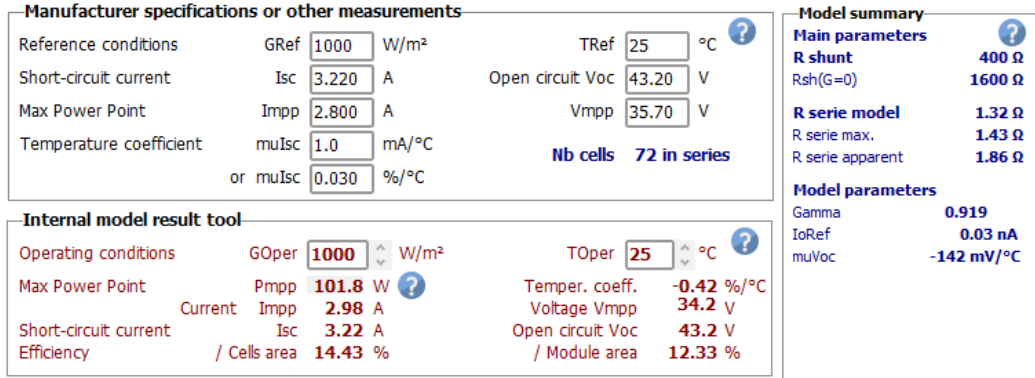 Manufacturer specifications or other measurements
Reference conditions GRef 1000 W/m² TRef 25 °C ?
Short-circuit current Isc 3.220 A Open circuit Voc 43.20 V
Max Power Point Impp 2.800 A Vmpp 35.70 V
Temperature coefficient muIsc 1.0 mA/°C
Nb cells 72 in series
or muIsc 0.030 %/°C
Internal model result tool
Operating conditions GOper 1000 W/m² TOper 25 °C ?
Max Power Point Pmpp 101.8 W ? Temper. coeff. -0.42 %/°C
Current Impp 2.98 A Voltage Vmpp 34.2 V
Short-circuit current Isc 3.22 A Open circuit Voc 43.2 V
Efficiency / Cells area 14.43 % / Module area 12.33 %
Model summary
Main parameters ?
R shunt 400 Ω
Rsh(G=0) 1600 Ω
R serie model 1.32 Ω
R serie max. 1.43 Ω
R serie apparent 1.86 Ω
Model parameters
Gamma 0.919
IoRef 0.03 nA
muVoc -142 mV/°C